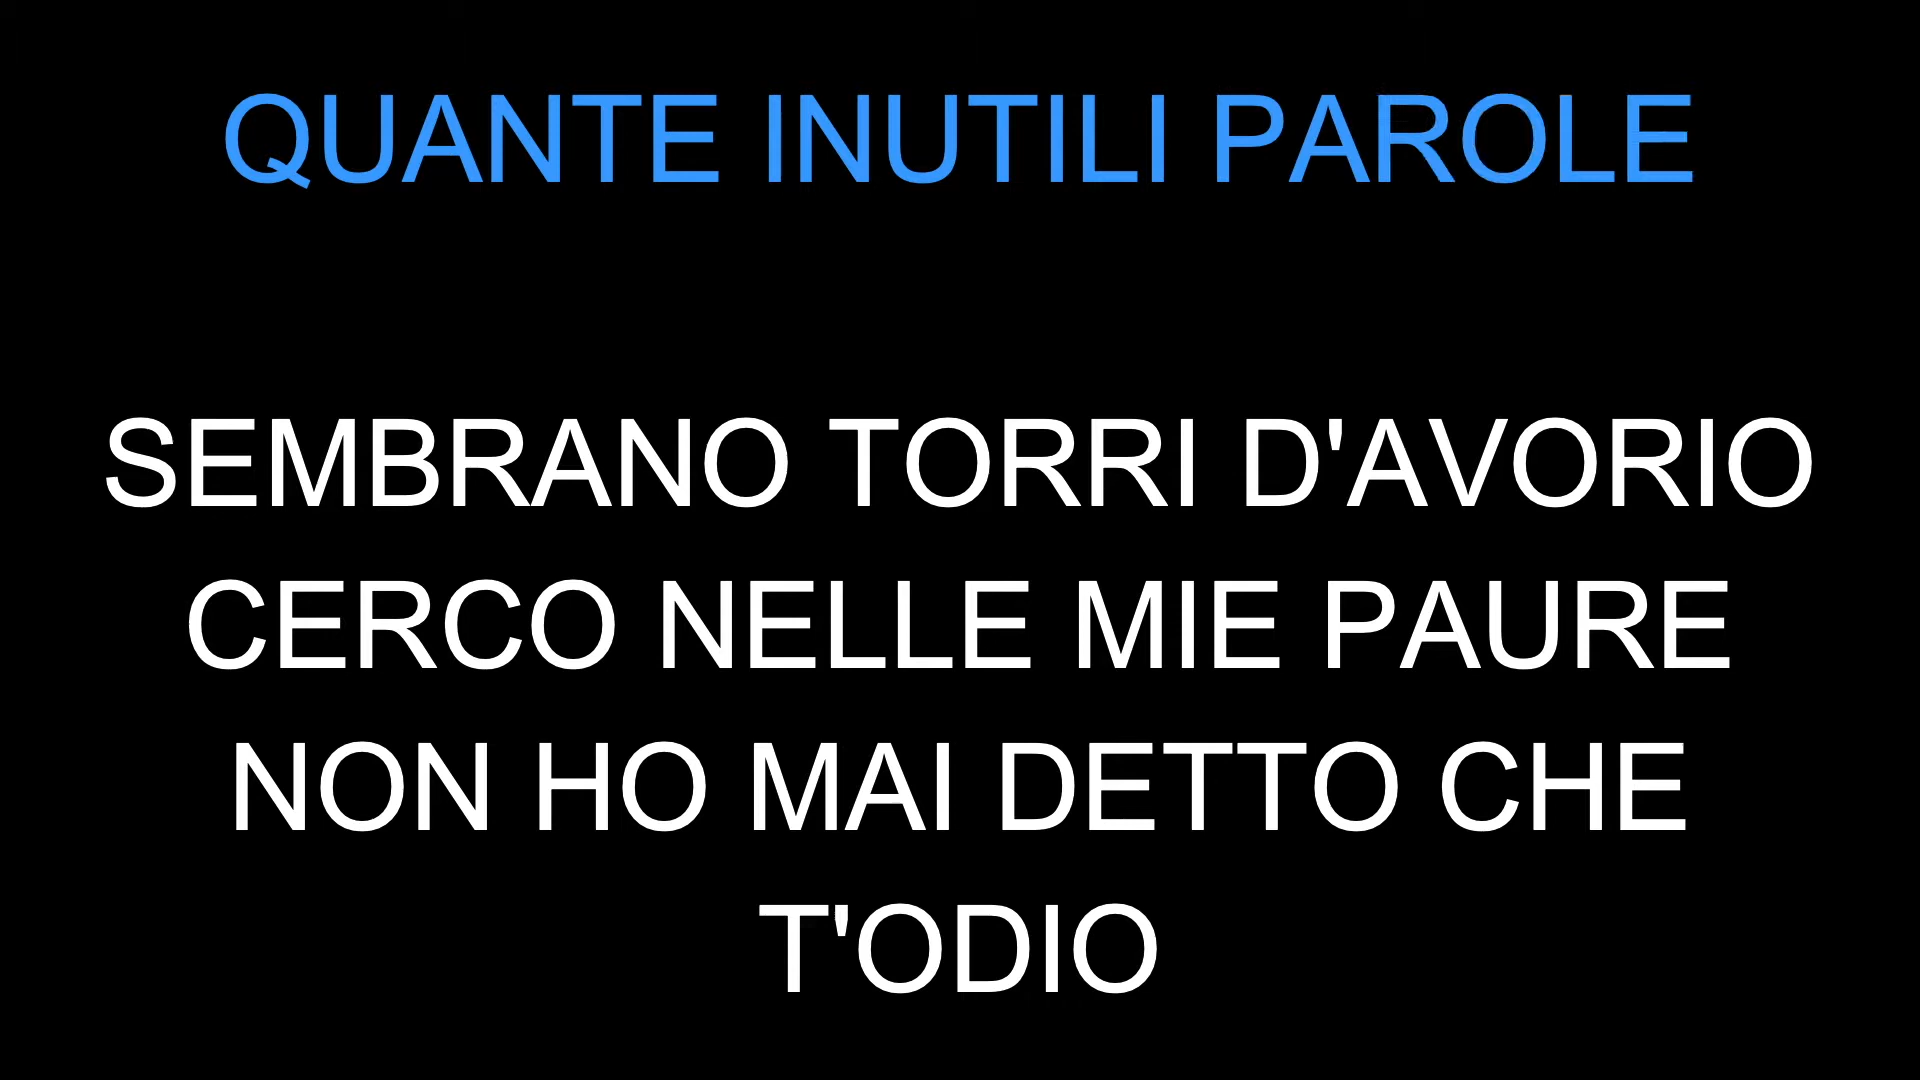 QUANTE INUTILI PAROLE
SEMBRANO TORRI D'AVORIO
CERCO NELLE MIE PAURE
NON HO MAI DETTO CHE
T'ODIO